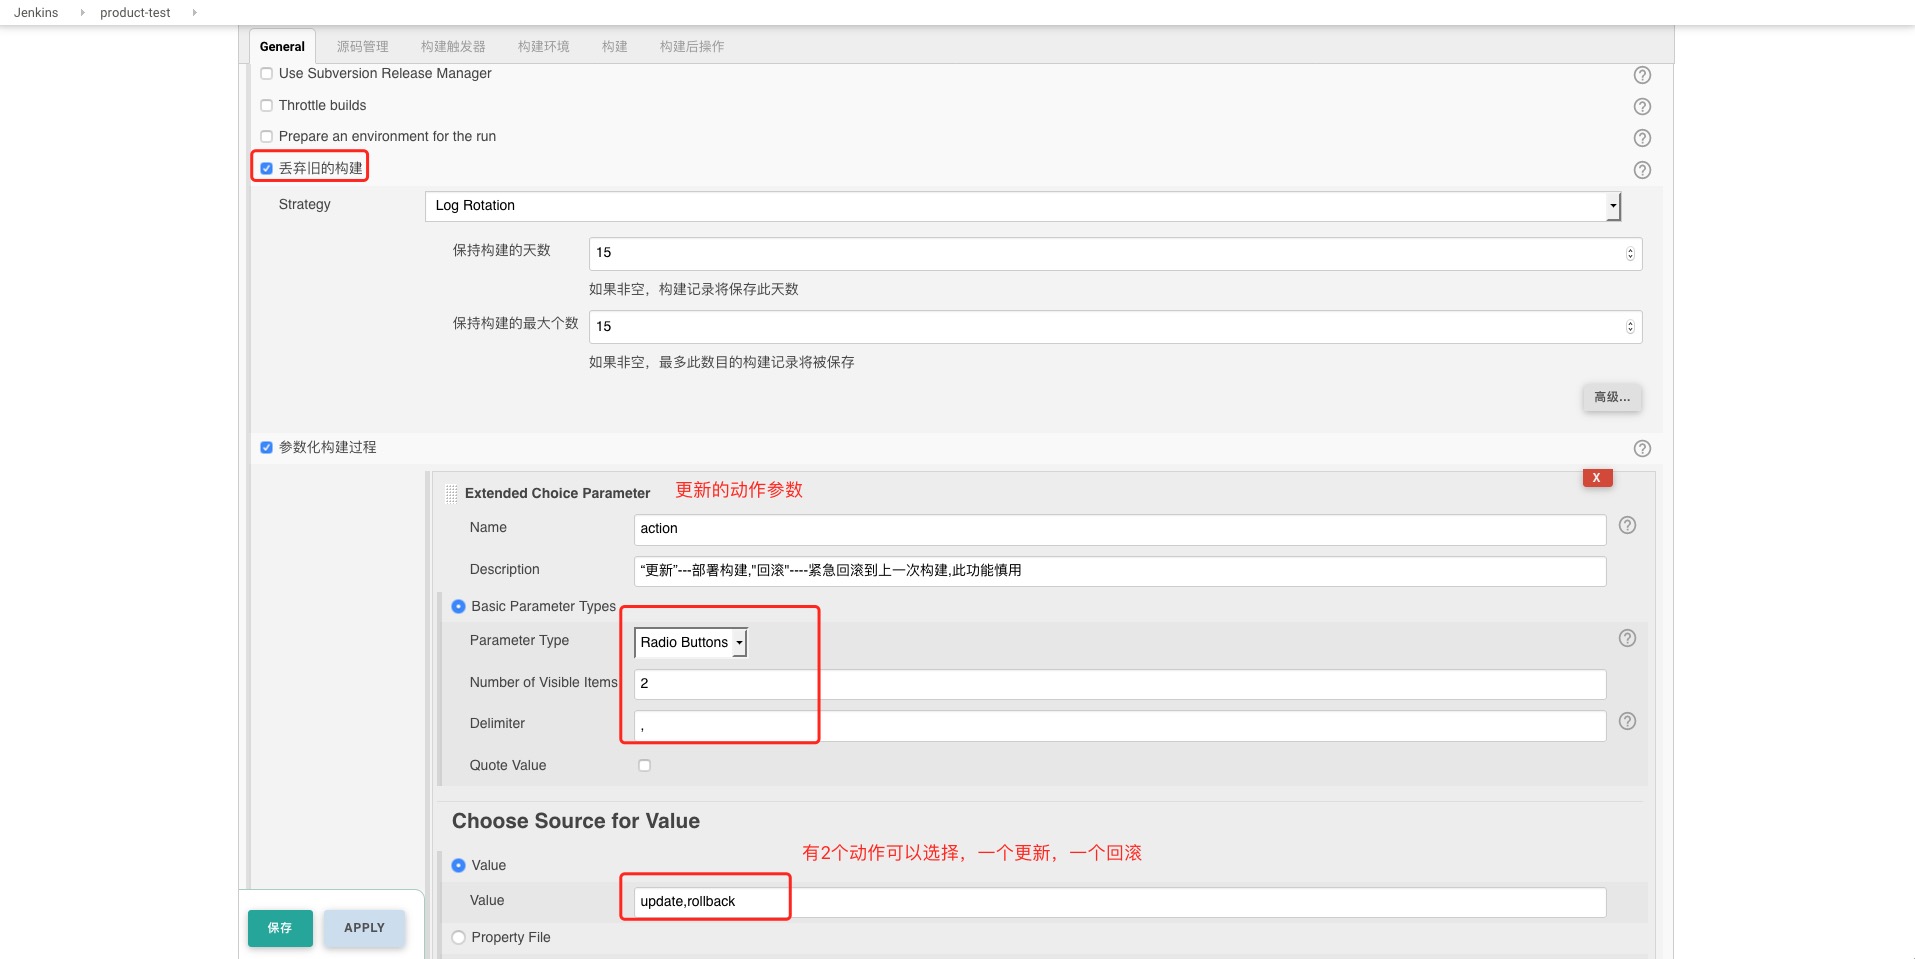 Jenkins product-test
General 源码管理 构建触发器 构建环境 构建 构建后操作
Use Subversion Release Manager
Throttle builds
Prepare an environment for the run
丢弃旧的构建
Strategy Log Rotation
保持构建的天数 15
如果非空，构建记录将保存此天数
保持构建的最大个数 15
如果非空，最多此数目的构建记录将被保存
高级...
参数化构建过程
X
Extended Choice Parameter 更新的动作参数
Name action
Description “更新”---部署构建,"回滚"----紧急回滚到上一次构建,此功能慎用
Basic Parameter Types
Parameter Type Radio Buttons
Number of Visible Items 2
Delimiter ,
Quote Value
Choose Source for Value
有2个动作可以选择，一个更新，一个回滚
Value
Value update,rollback
保存 APPLY
Property File